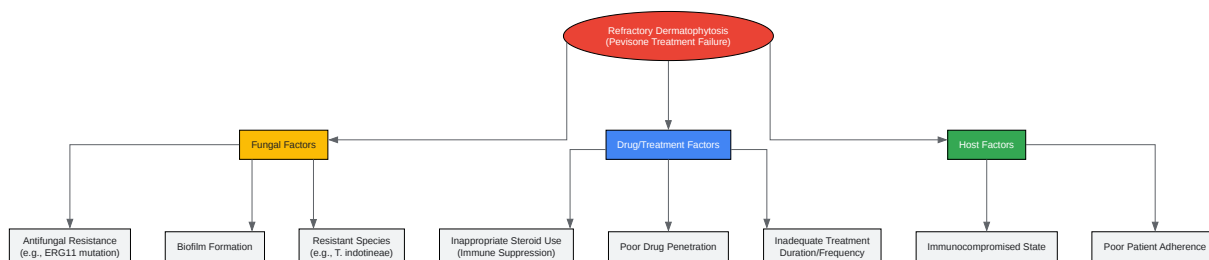 Refractory Dermatophytosis
(Pevisone Treatment Failure)
Fungal Factors
Drug/Treatment Factors
Host Factors
Antifungal Resistance
(e.g., ERG11 mutation)
Biofilm Formation
Resistant Species
(e.g., T. indotineae)
Inappropriate Steroid Use
(Immune Suppression)
Poor Drug Penetration
Inadequate Treatment
Duration/Frequency
Immunocompromised State
Poor Patient Adherence